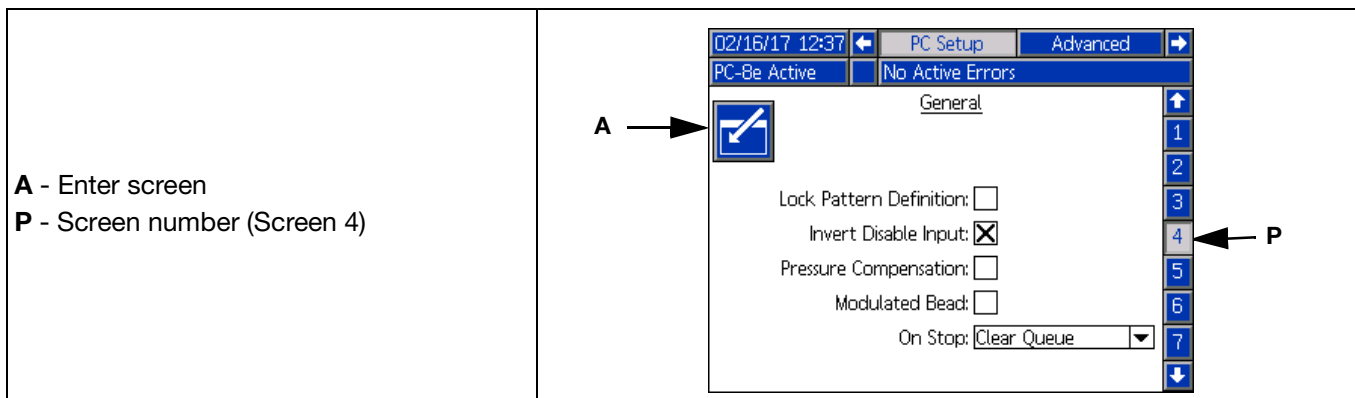 A - Enter screen
P - Screen number (Screen 4)
02/16/17 12:37 PC Setup Advanced
PC-8e Active No Active Errors
General
A
1
2
Lock Pattern Definition:
3
Invert Disable Input:
4
P
Pressure Compensation:
5
Modulated Bead:
6
On Stop: Clear Queue
7